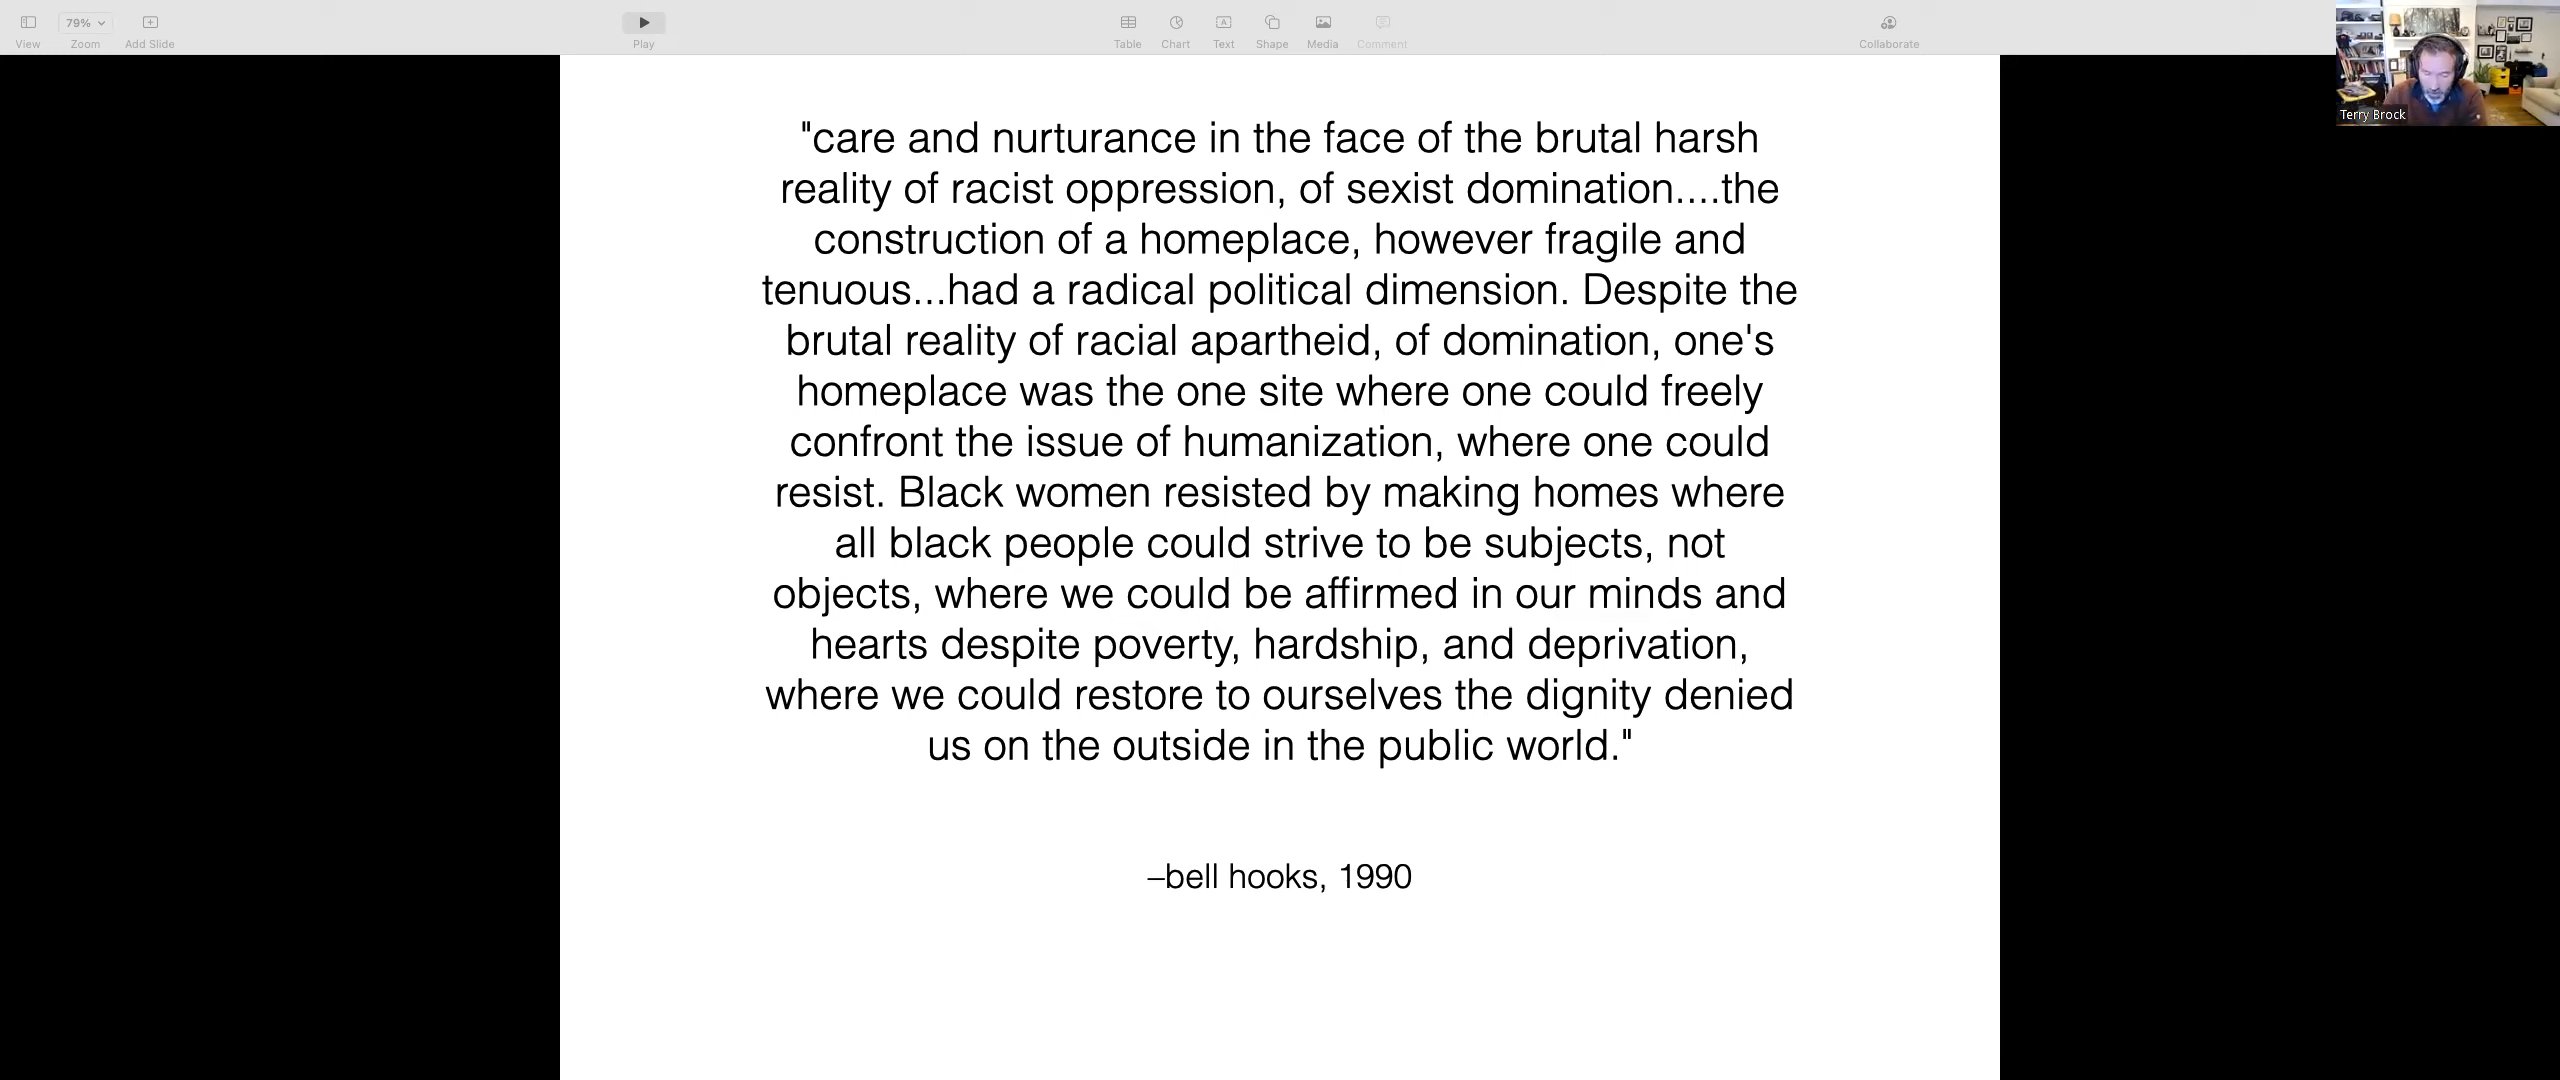 79%
View
Zoom
Add Slide
Play
Table
Chart
Text
Shape
Media
Comment
Collaborate
Terry Brock
"care and nurturance in the face of the brutal harsh
reality of racist oppression, of sexist domination....the
construction of a homeplace, however fragile and
tenuous...had a radical political dimension. Despite the
brutal reality of racial apartheid, of domination, one's
homeplace was the one site where one could freely
confront the issue of humanization, where one could
resist. Black women resisted by making homes where
all black people could strive to be subjects, not
objects, where we could be affirmed in our minds and
hearts despite poverty, hardship, and deprivation,
where we could restore to ourselves the dignity denied
us on the outside in the public world."
–bell hooks, 1990